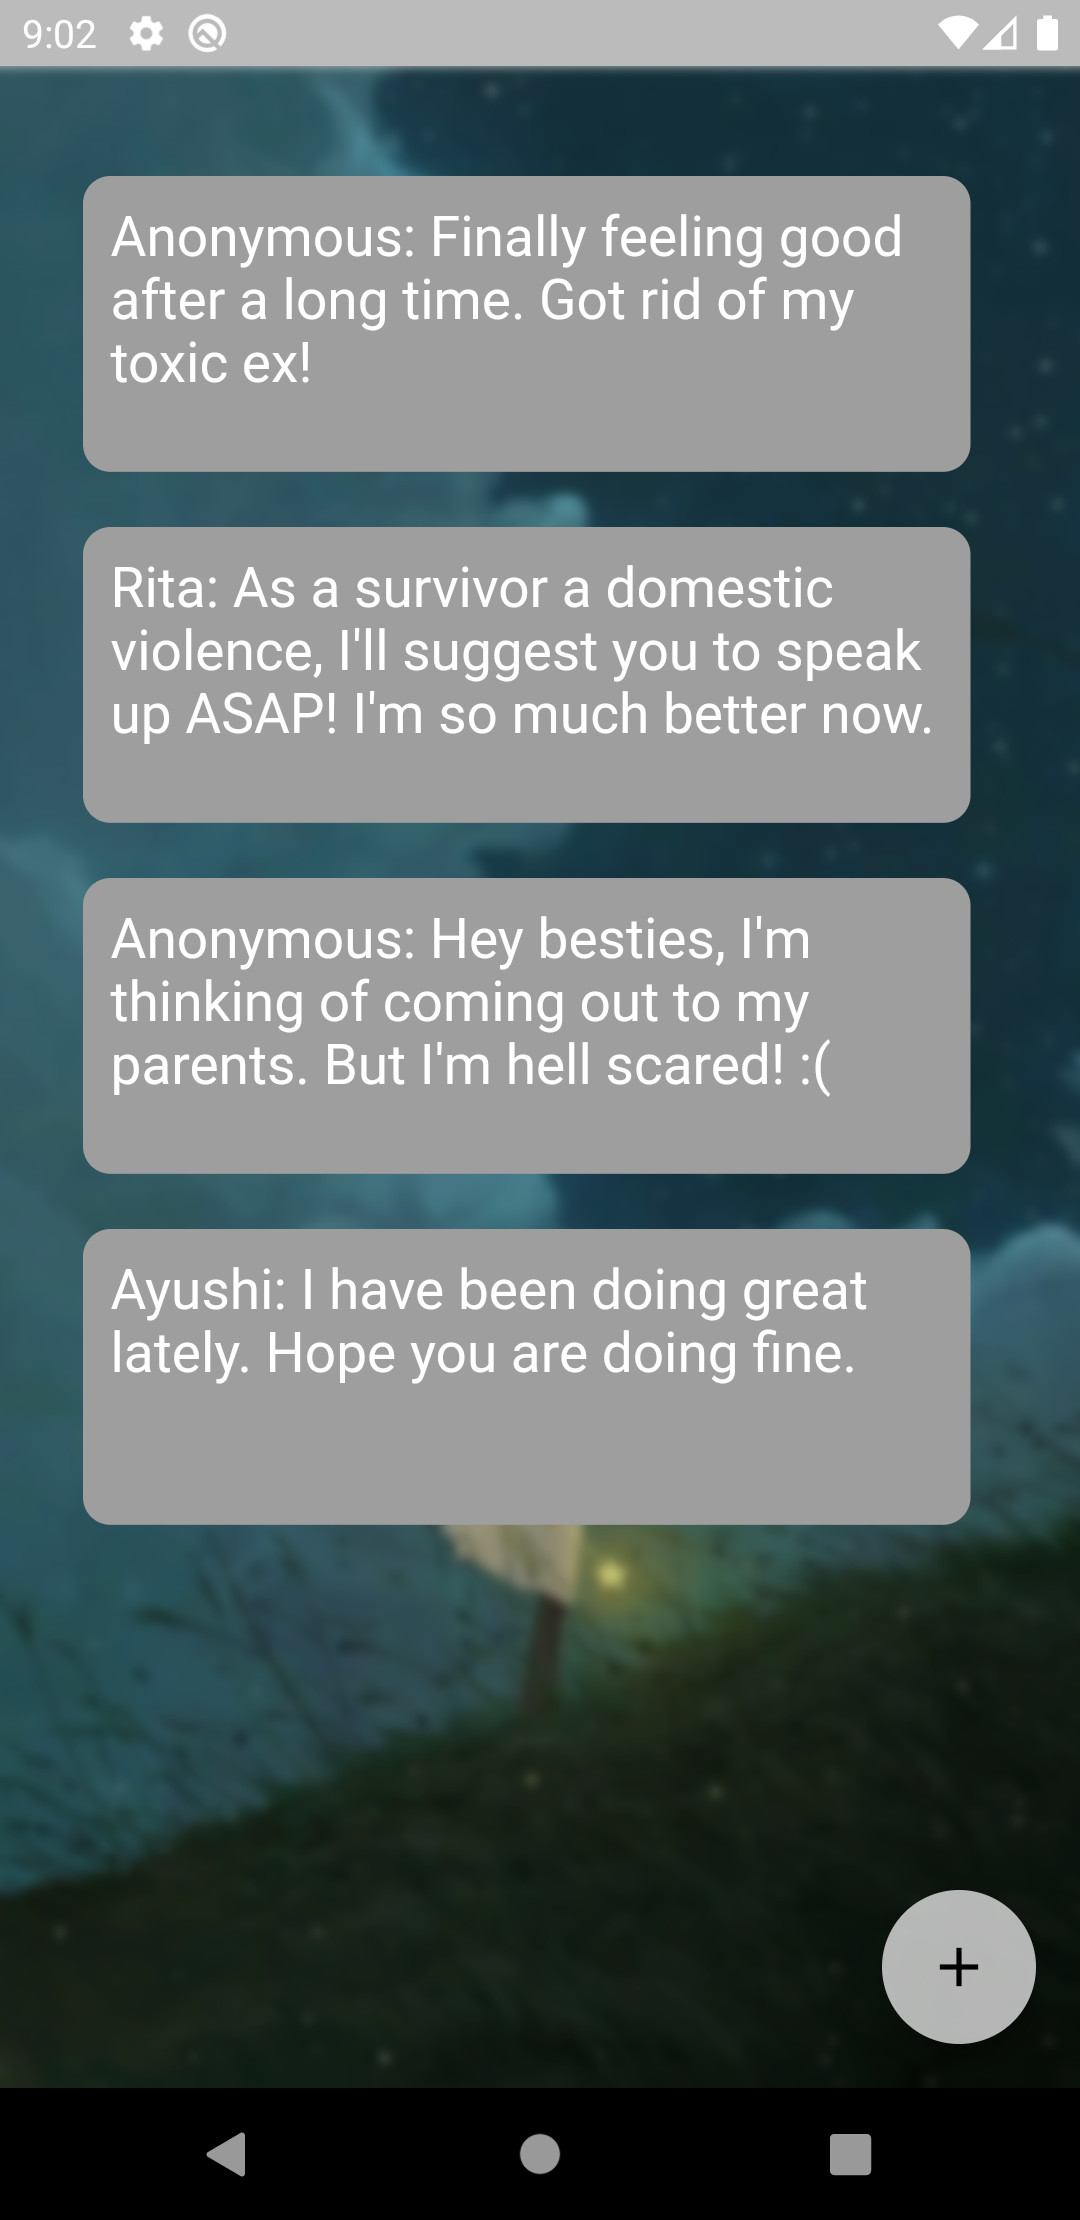 9:02
Anonymous: Finally feeling good
after a long time. Got rid of my
toxic ex!
Rita: As a survivor a domestic
violence, I'll suggest you to speak
up ASAP! I'm so much better now.
Anonymous: Hey besties, I'm
thinking of coming out to my
parents. But I'm hell scared! :(
Ayushi: I have been doing great
lately. Hope you are doing fine.